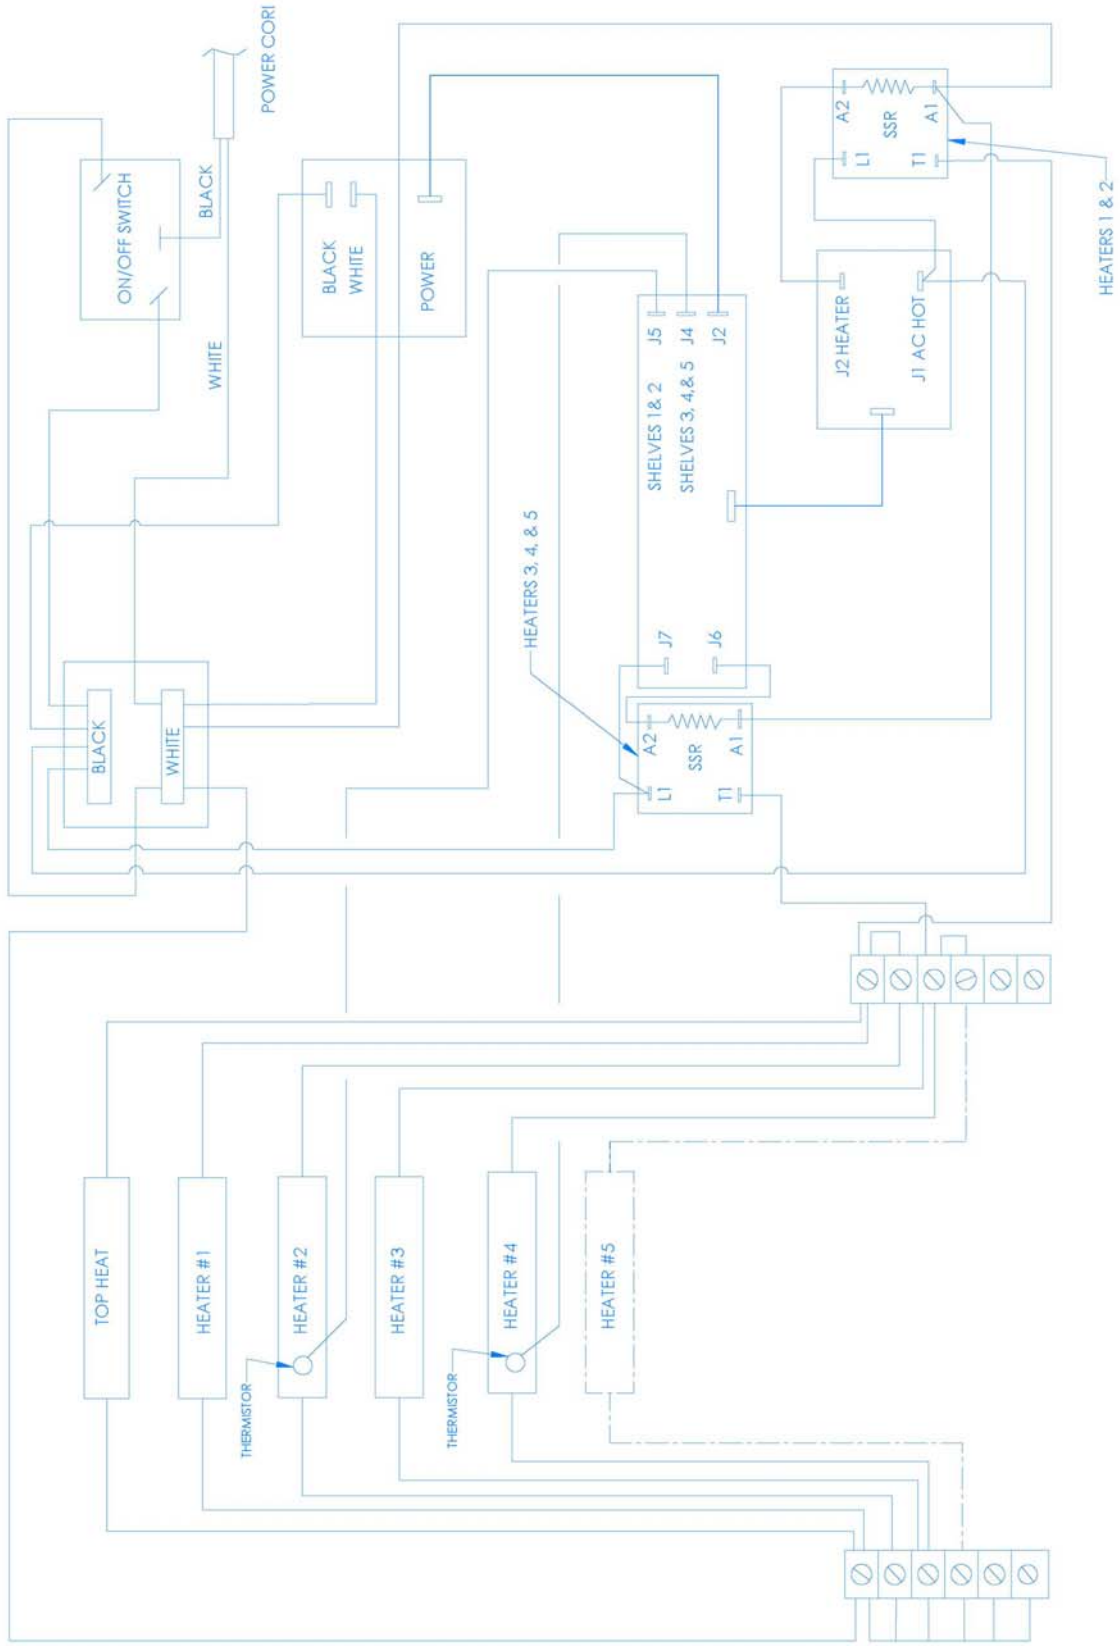 POWER CORI
ON/OFF SWITCH
BLACK
WHITE
BLACK
WHITE
BLACK
WHITE
POWER
A2
SSR
A1
L1
T1
HEATERS 1 & 2
J2 HEATER
J1 AC HOT
J5
J4
J2
SHELVES 1& 2
SHELVES 3, 4,& 5
J7
J6
HEATERS 3, 4, & 5
A2
SSR
A1
L1
T1
TOP HEAT
HEATER #1
HEATER #2
HEATER #3
HEATER #4
HEATER #5
THERMISTOR
THERMISTOR